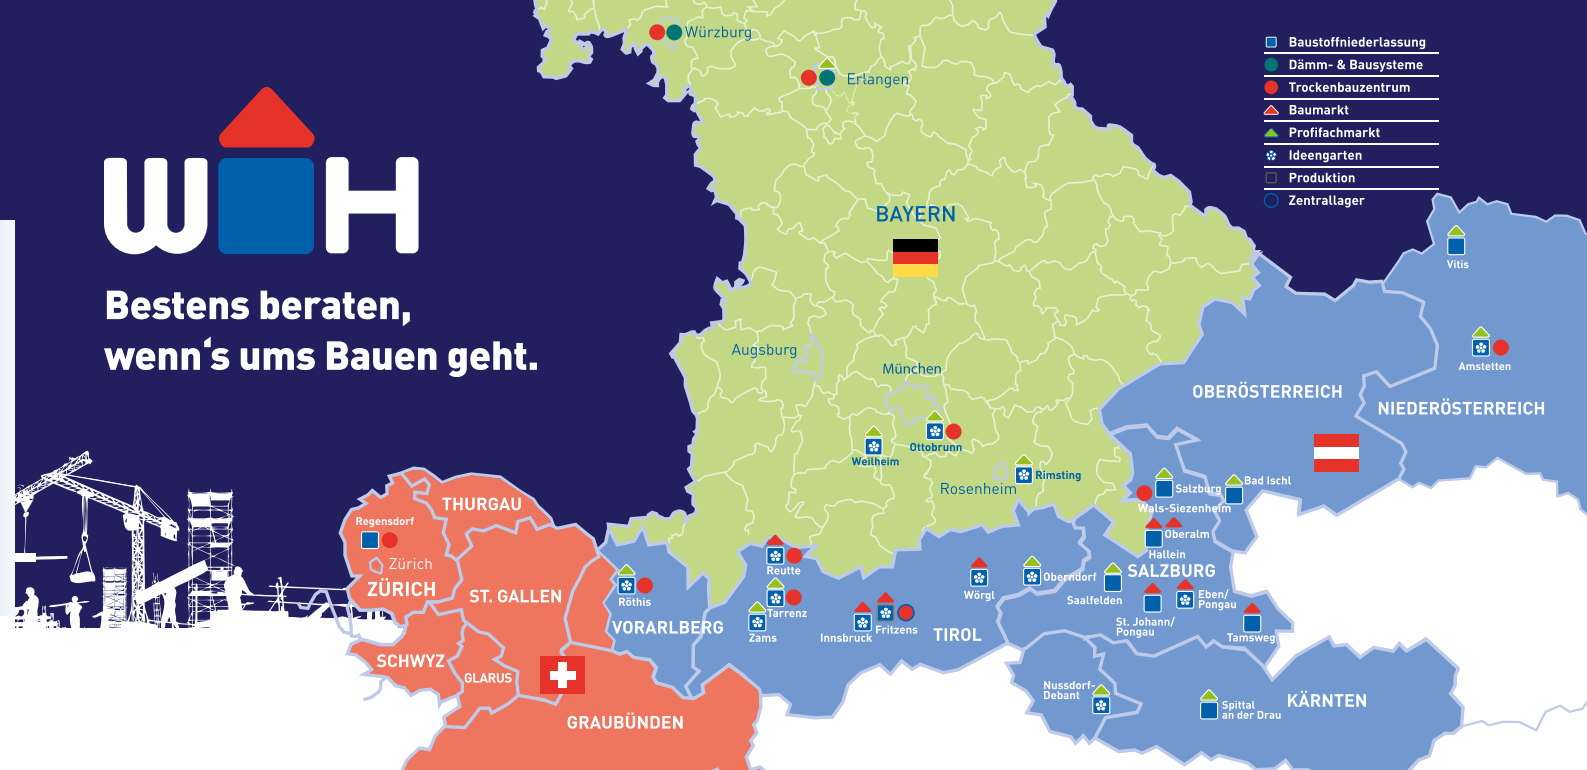 W H
Bestens beraten,
wenn's ums Bauen geht.
Baustoffniederlassung
Dämm- & Bausysteme
Trockenbauzentrum
Baumarkt
Profifachmarkt
Ideengarten
Produktion
Zentrallager
Würzburg
Erlangen
BAYERN
Augsburg
München
Weilheim
Ottobrunn
Rosenheim
Rimsting
Vitis
Amstetten
OBERÖSTERREICH
NIEDERÖSTERREICH
Salzburg
Bad Ischl
Wals-Siezenheim
Oberalm
Hallein
SALZBURG
Saalfelden
Eben/
Pongau
St. Johann/
Pongau
Tamsweg
THURGAU
Regensdorf
Zürich
ZÜRICH
ST. GALLEN
SCHWYZ
GLARUS
GRAUBÜNDEN
Röthis
VORARLBERG
Reutte
Tarrenz
Zams
Innsbruck
Fritzens
TIROL
Wörgl
Oberndorf
Nussdorf-
Debant
Spittal
an der Drau
KÄRNTEN